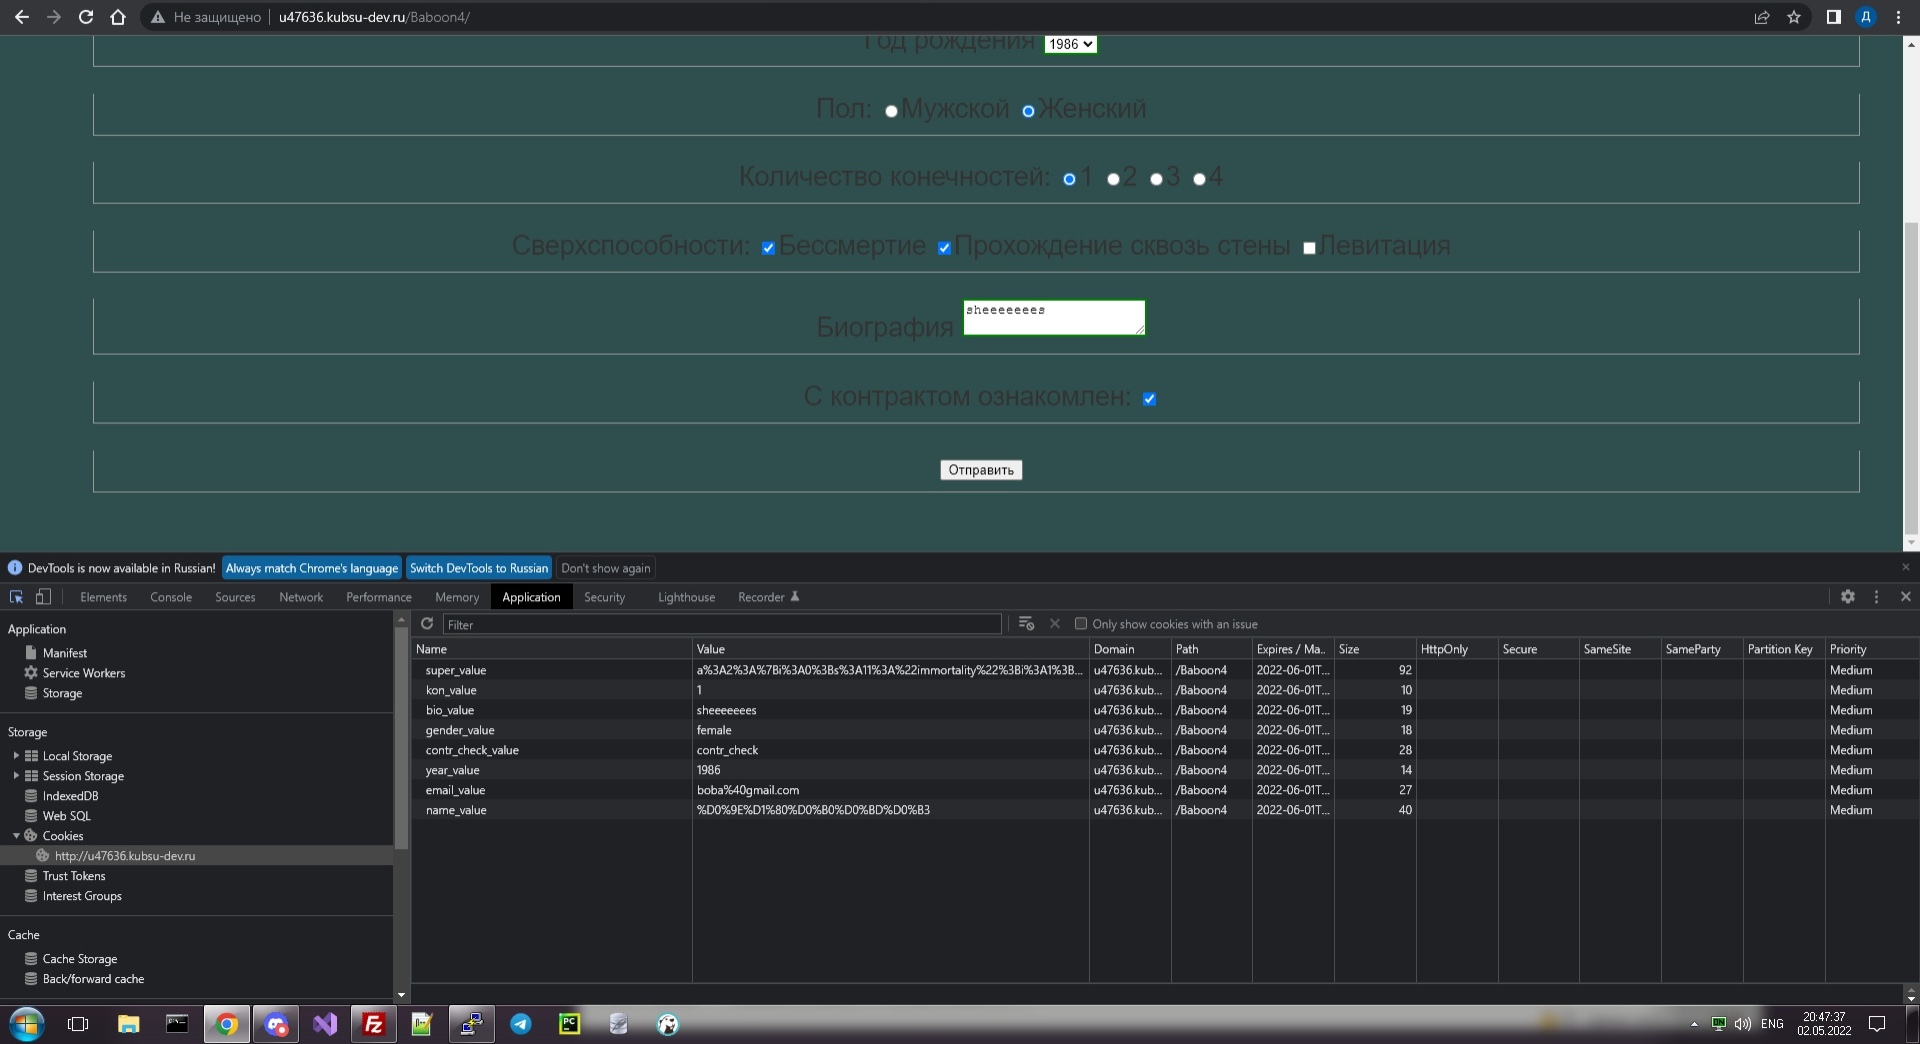 Не защищено u47636.kubsu-dev.ru/Baboon4/ Д
Год рождения 1986
Пол: Мужской Женский
Количество конечностей: 1 2 3 4
Сверхспособности: Бессмертие Прохождение сквозь стены Левитация
sheeeeeees
Биография
С контрактом ознакомлен:
Отправить
DevTools is now available in Russian! Always match Chrome's language Switch DevTools to Russian Don't show again
Elements Console Sources Network Performance Memory Application Security Lighthouse Recorder
Application
Manifest
Service Workers
Storage
Storage
Local Storage
Session Storage
IndexedDB
Web SQL
Cookies
http://u47636.kubsu-dev.ru
Trust Tokens
Interest Groups
Cache
Cache Storage
Back/forward cache
Filter Only show cookies with an issue
Name Value Domain Path Expires / Ma... Size HttpOnly Secure SameSite SameParty Partition Key Priority
super_value a%3A2%3A%7Bi%3A0%3Bs%3A11%3A%22immortality%22%3Bi%3A1%3B... u47636.kub... /Baboon4 2022-06-01T... 92 Medium
kon_value 1 u47636.kub... /Baboon4 2022-06-01T... 10 Medium
bio_value sheeeeeees u47636.kub... /Baboon4 2022-06-01T... 19 Medium
gender_value female u47636.kub... /Baboon4 2022-06-01T... 18 Medium
contr_check_value contr_check u47636.kub... /Baboon4 2022-06-01T... 28 Medium
year_value 1986 u47636.kub... /Baboon4 2022-06-01T... 14 Medium
email_value boba%40gmail.com u47636.kub... /Baboon4 2022-06-01T... 27 Medium
name_value %D0%9E%D1%80%D0%B0%D0%BD%D0%B3 u47636.kub... /Baboon4 2022-06-01T... 40 Medium
ENG 20:47:37
02.05.2022